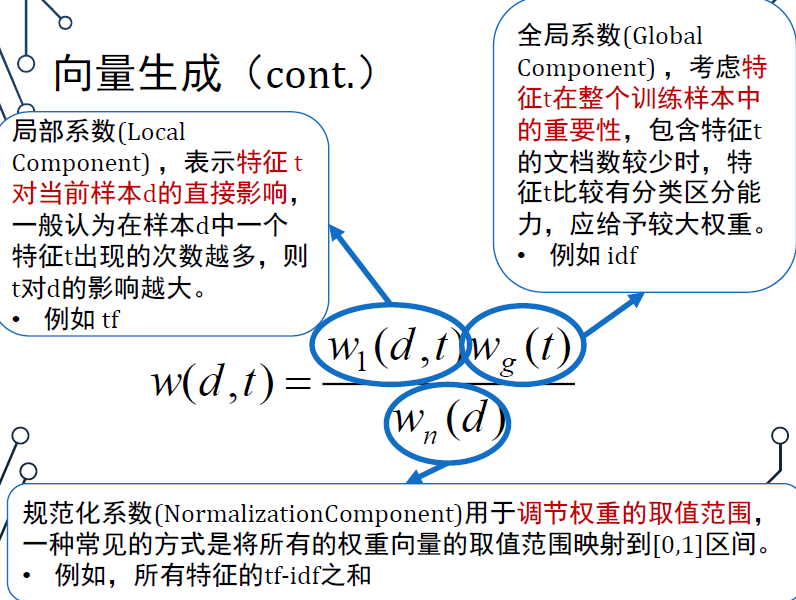 向量生成（cont.）
局部系数(Local
Component) ，表示特征 t
对当前样本d的直接影响，
一般认为在样本d中一个
特征t出现的次数越多，则
t对d的影响越大。
• 例如 tf
全局系数(Global
Component) ，考虑特
征t在整个训练样本中
的重要性，包含特征t
的文档数较少时，特
征t比较有分类区分能
力，应给予较大权重。
• 例如 idf
w(d,t) = w_l(d,t) w_g(t) / w_n(d)
规范化系数(NormalizationComponent)用于调节权重的取值范围，
一种常见的方式是将所有的权重向量的取值范围映射到[0,1]区间。
• 例如，所有特征的tf-idf之和